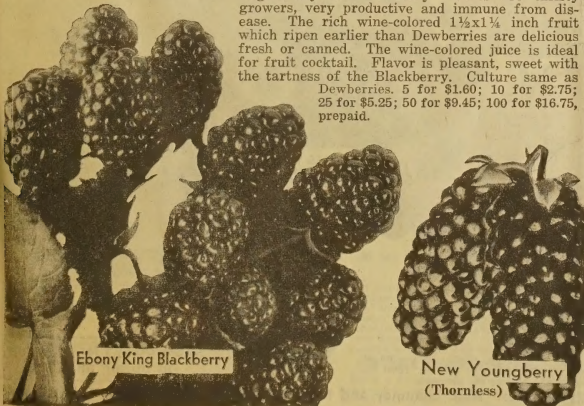 growers, very productive and immune from dis-
ease. The rich wine-colored 1½x1¼ inch fruit
which ripen earlier than Dewberries are delicious
fresh or canned. The wine-colored juice is ideal
for fruit cocktail. Flavor is pleasant, sweet with
the tartness of the Blackberry. Culture same as
Dewberries. 5 for $1.60; 10 for $2.75;
25 for $5.25; 50 for $9.45; 100 for $16.75,
prepaid.
Ebony King Blackberry
New Youngberry
(Thornless)